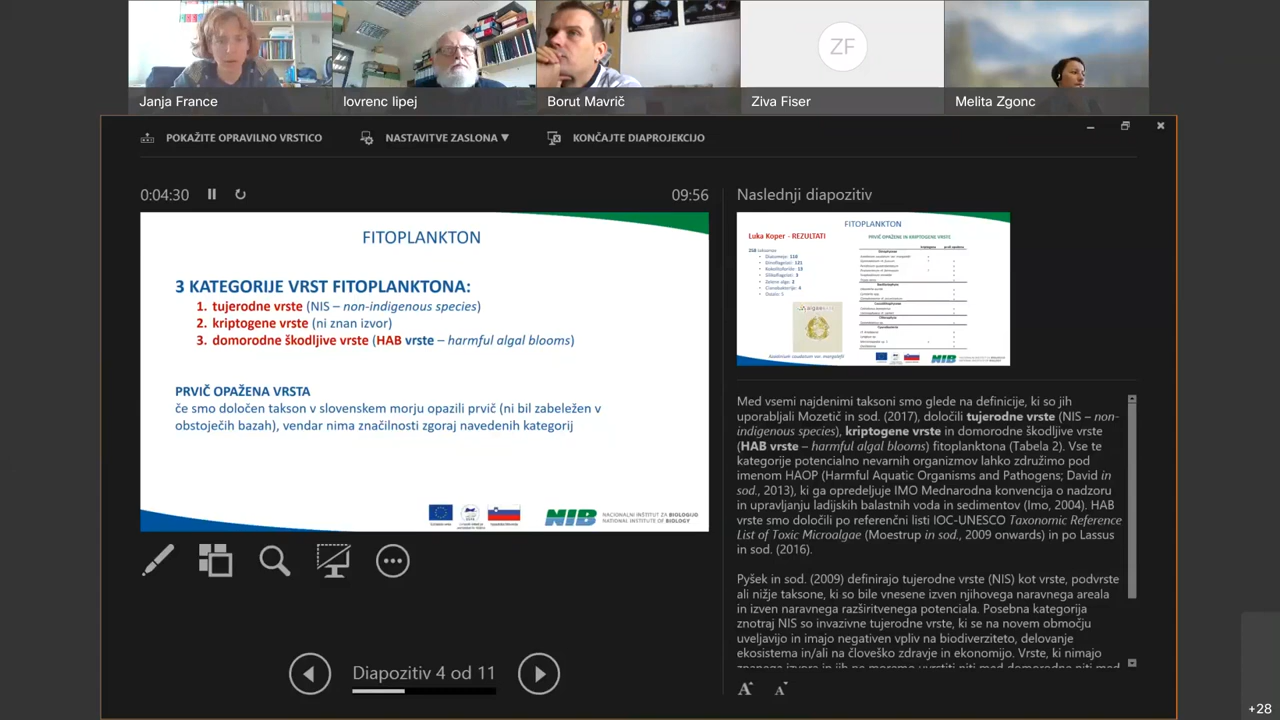 Janja France
lovrenc lipej
Borut Mavrič
ZF
Ziva Fiser
Melita Zgonc
POKAŽITE OPRAVILNO VRSTICO
NASTAVITVE ZASLONA
KONČAJTE DIAPROJEKCIJO
0:04:30
09:56
FITOPLANKTON
3 KATEGORIJE VRST FITOPLANKTONA:
1. tujerodne vrste (NIS – non-indigenous species)
2. kriptogene vrste (ni znan izvor)
3. domorodne škodljive vrste (HAB vrste – harmful algal blooms)
PRVIČ OPAŽENA VRSTA
če smo določen takson v slovenskem morju opazili prvič (ni bil zabeležen v
obstoječih bazah), vendar nima značilnosti zgoraj navedenih kategorij
NIB
NACIONALNI INŠTITUT ZA BIOLOGIJO
NATIONAL INSTITUTE OF BIOLOGY
Diapozitiv 4 od 11
Naslednji diapozitiv
FITOPLANKTON
Luka Koper - REZULTATI
PRVIČ OPAŽENE IN KRIPTOGENE VRSTE
NIB
Med vsemi najdenimi taksoni smo glede na definicije, ki so jih
uporabljali Mozetič in sod. (2017), določili tujerodne vrste (NIS – non-
indigenous species), kriptogene vrste in domorodne škodljive vrste
(HAB vrste – harmful algal blooms) fitoplanktona (Tabela 2). Vse te
kategorije potencialno nevarnih organizmov lahko združimo pod
imenom HAOP (Harmful Aquatic Organisms and Pathogens; David in
sod., 2013), ki ga opredeljuje IMO Mednarodna konvencija o nadzoru
in upravljanju ladijskih balastnih voda in sedimentov (Imo, 2004). HAB
vrste smo določili po referenčni listi IOC-UNESCO Taxonomic Reference
List of Toxic Microalgae (Moestrup in sod., 2009 onwards) in po Lassus
in sod. (2016).
Pyšek in sod. (2009) definirajo tujerodne vrste (NIS) kot vrste, podvrste
ali nižje taksone, ki so bile vnesene izven njihovega naravnega areala
in izven naravnega razširitvenega potenciala. Posebna kategorija
znotraj NIS so invazivne tujerodne vrste, ki se na novem območju
uveljavijo in imajo negativen vpliv na biodiverziteto, delovanje
ekosistema in/ali na človeško zdravje in ekonomijo. Vrste, ki nimajo
+28